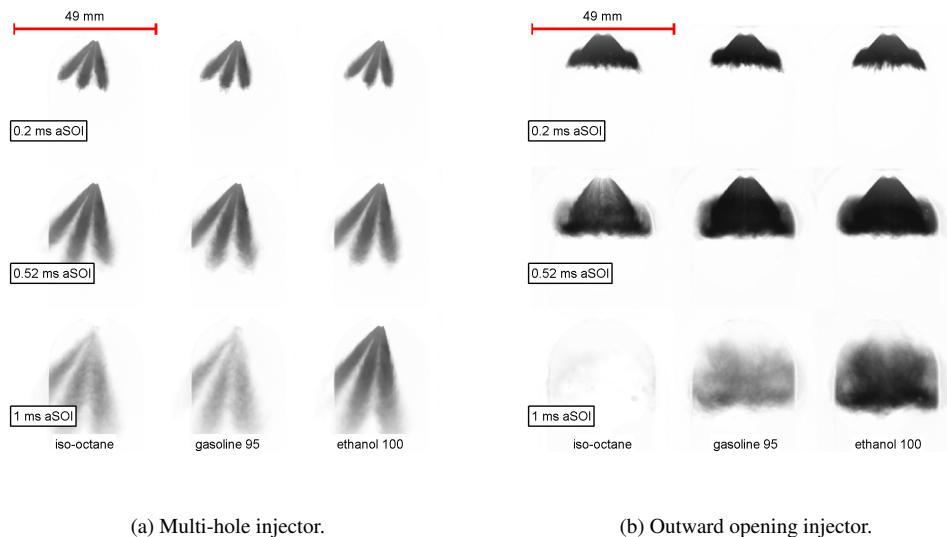 49 mm
0.2 ms aSOI
0.52 ms aSOI
1 ms aSOI
iso-octane gasoline 95 ethanol 100
(a) Multi-hole injector.
49 mm
0.2 ms aSOI
0.52 ms aSOI
1 ms aSOI
iso-octane gasoline 95 ethanol 100
(b) Outward opening injector.